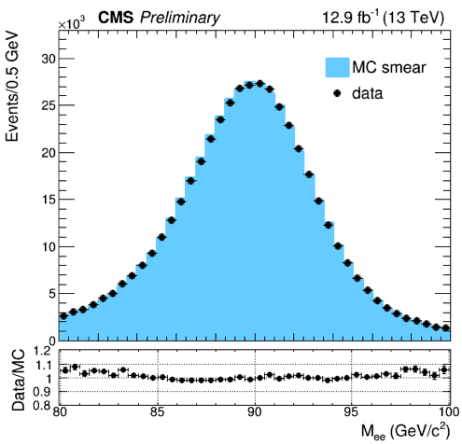 CMS Preliminary 12.9 fb⁻¹ (13 TeV)
×10³
Events/0.5 GeV
30
25
20
15
10
5
0
MC smear
data
Data/MC
1.2
1.1
1
0.9
0.8
80 85 90 95 100
Mₑₑ (GeV/c²)